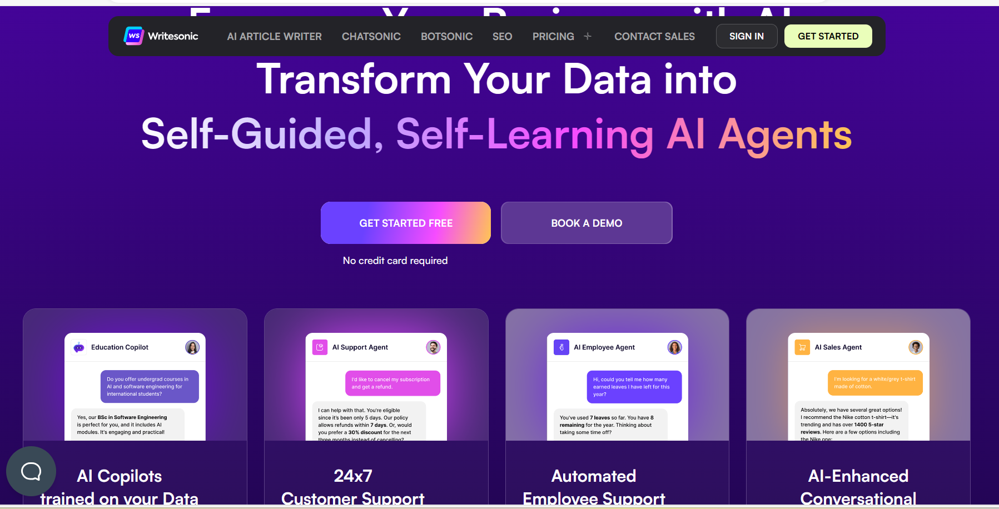 WS Writesonic
AI ARTICLE WRITER
CHATSONIC
BOTSONIC
SEO
PRICING
CONTACT SALES
SIGN IN
GET STARTED
Transform Your Data into
Self-Guided, Self-Learning AI Agents
GET STARTED FREE
BOOK A DEMO
No credit card required
Education Copilot
Do you offer undergrad courses in
AI and software engineering for
international students?
Yes, our BSc in Software Engineering
is perfect for you, and it includes AI
modules. It's engaging and practical!
AI Copilots
trained on your Data
AI Support Agent
I'd like to cancel my subscription
and get a refund.
I can help with that. You're eligible
since it's been only 5 days. Our policy
allows refunds within 7 days. Or, would
you prefer a 30% discount for the next
three months instead of cancelling?
24x7
Customer Support
AI Employee Agent
Hi, could you tell me how many
earned leaves I have left for this
year?
You've used 7 leaves so far. You have 8
remaining for the year. Thinking about
taking some time off?
Automated
Employee Support
AI Sales Agent
I'm looking for a white/grey t-shirt
made of cotton.
Absolutely, we have several great options!
I recommend the Nike cotton t-shirt—it's
trending and has over 1400 5-star
reviews. Here are a few options including
the Nike one:
AI-Enhanced
Conversational